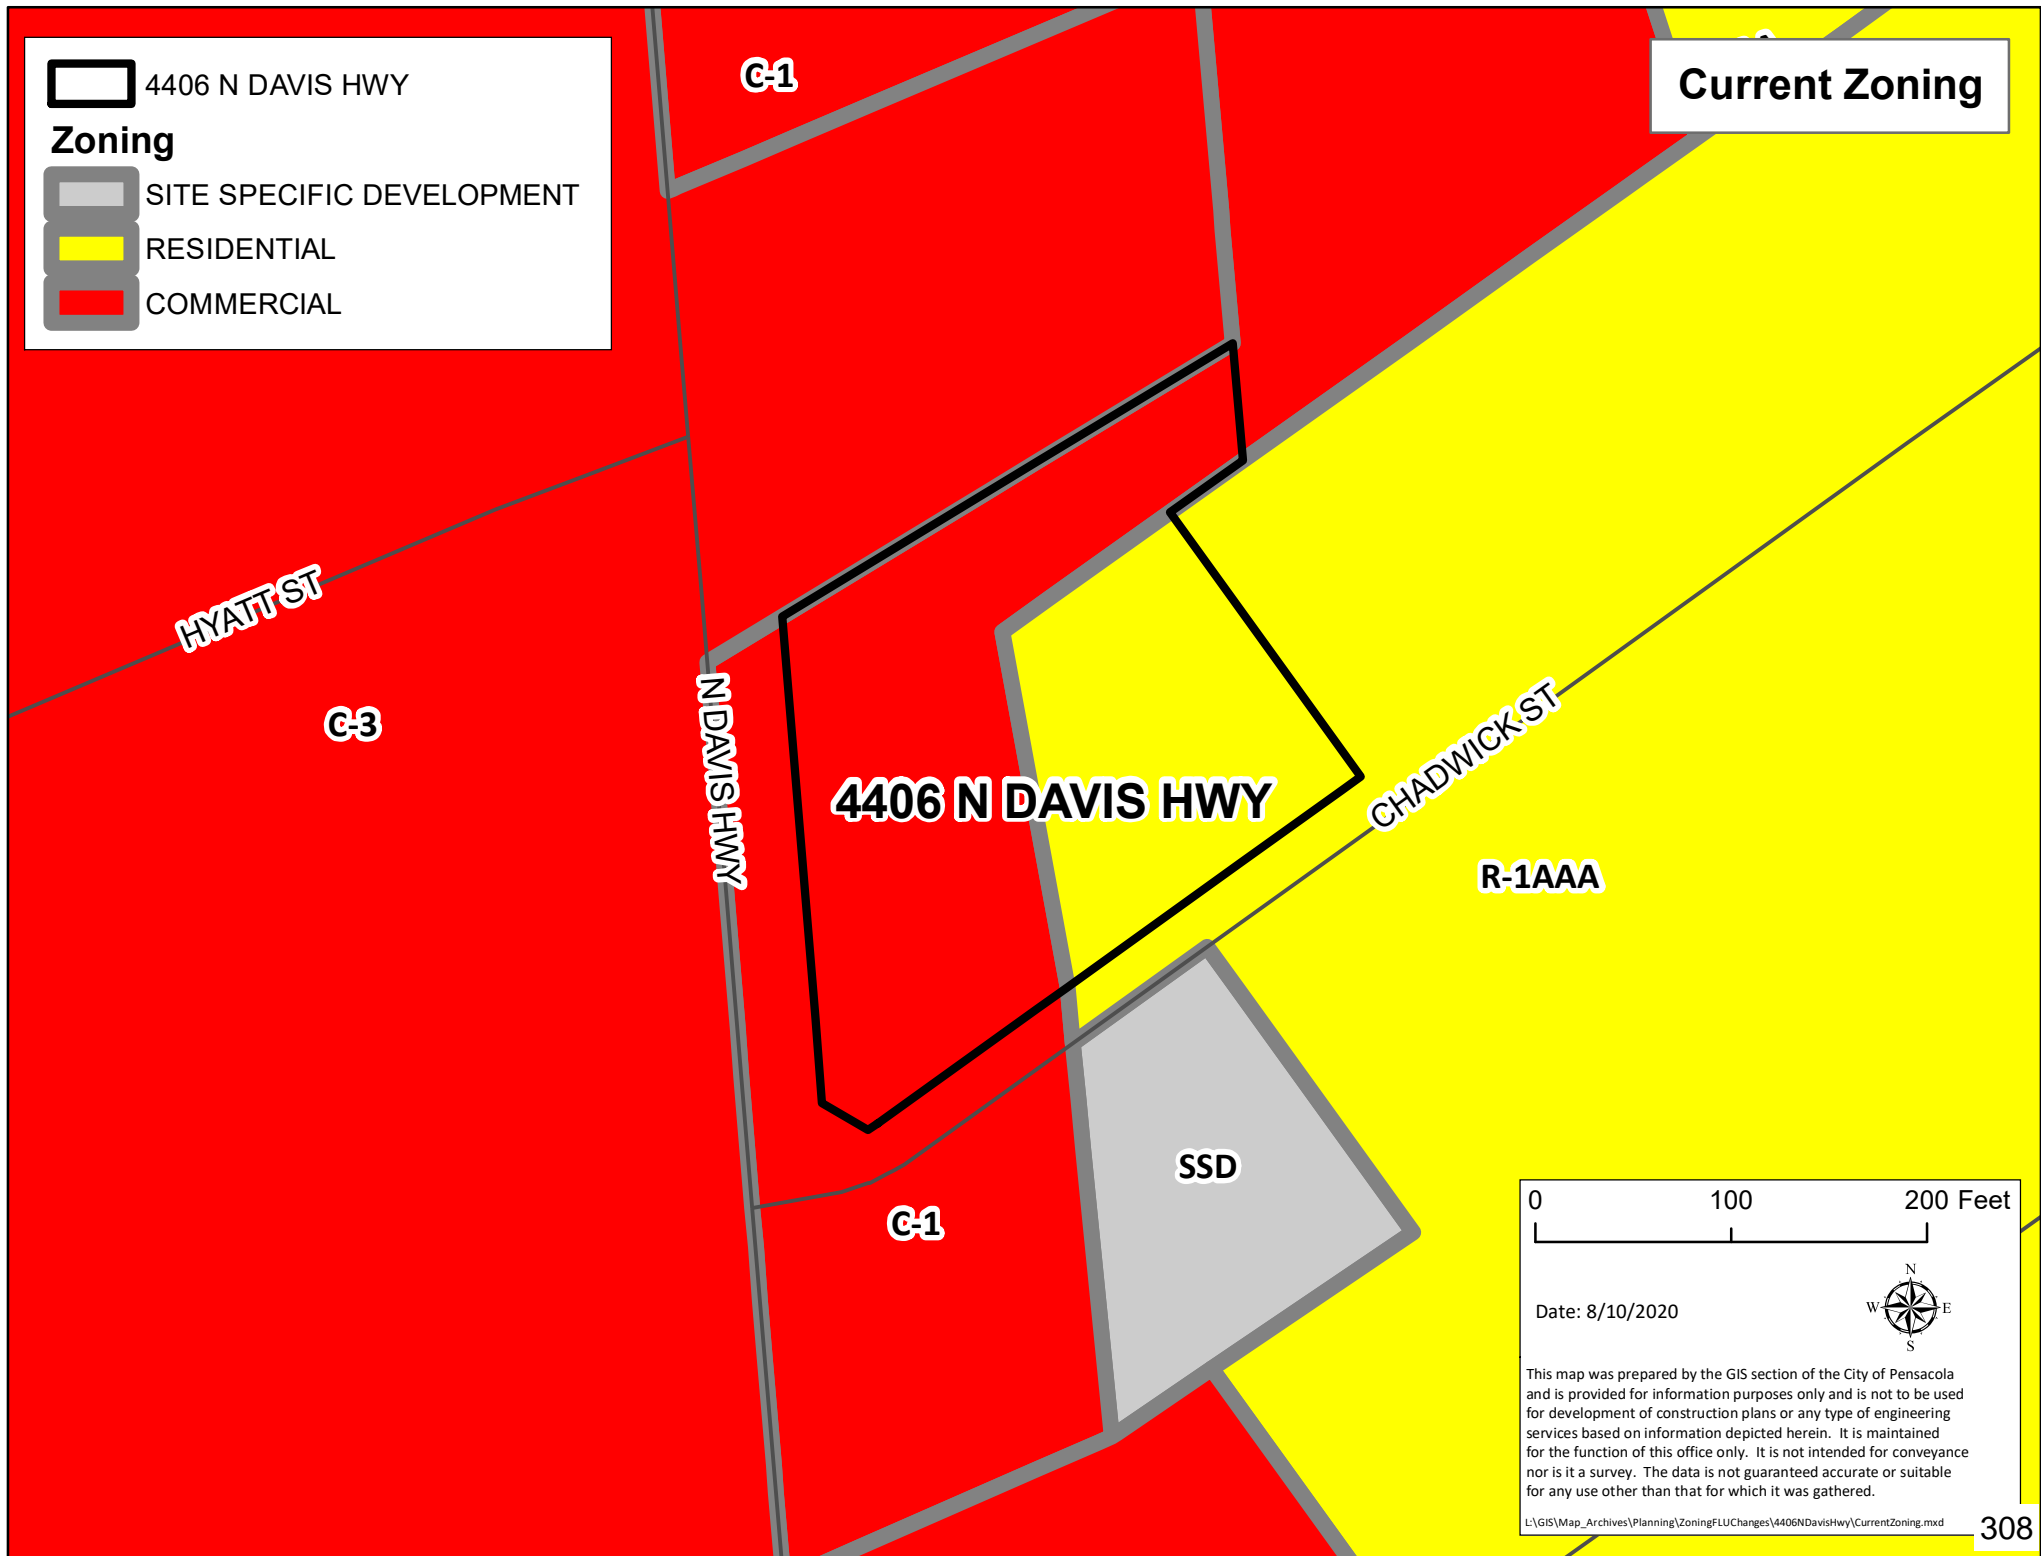 4406 N DAVIS HWY
Zoning
SITE SPECIFIC DEVELOPMENT
RESIDENTIAL
COMMERCIAL
Current Zoning
C-1
HYATT ST
C-3
N DAVIS HWY
4406 N DAVIS HWY
CHADWICK ST
R-1AAA
SSD
C-1
0 100 200 Feet
N
W E
S
Date: 8/10/2020
This map was prepared by the GIS section of the City of Pensacola
and is provided for information purposes only and is not to be used
for development of construction plans or any type of engineering
services based on information depicted herein. It is maintained
for the function of this office only. It is not intended for conveyance
nor is it a survey. The data is not guaranteed accurate or suitable
for any use other than that for which it was gathered.
L:\GIS\Map_Archives\Planning\ZoningFLUChanges\4406NDavisHwy\CurrentZoning.mxd
308